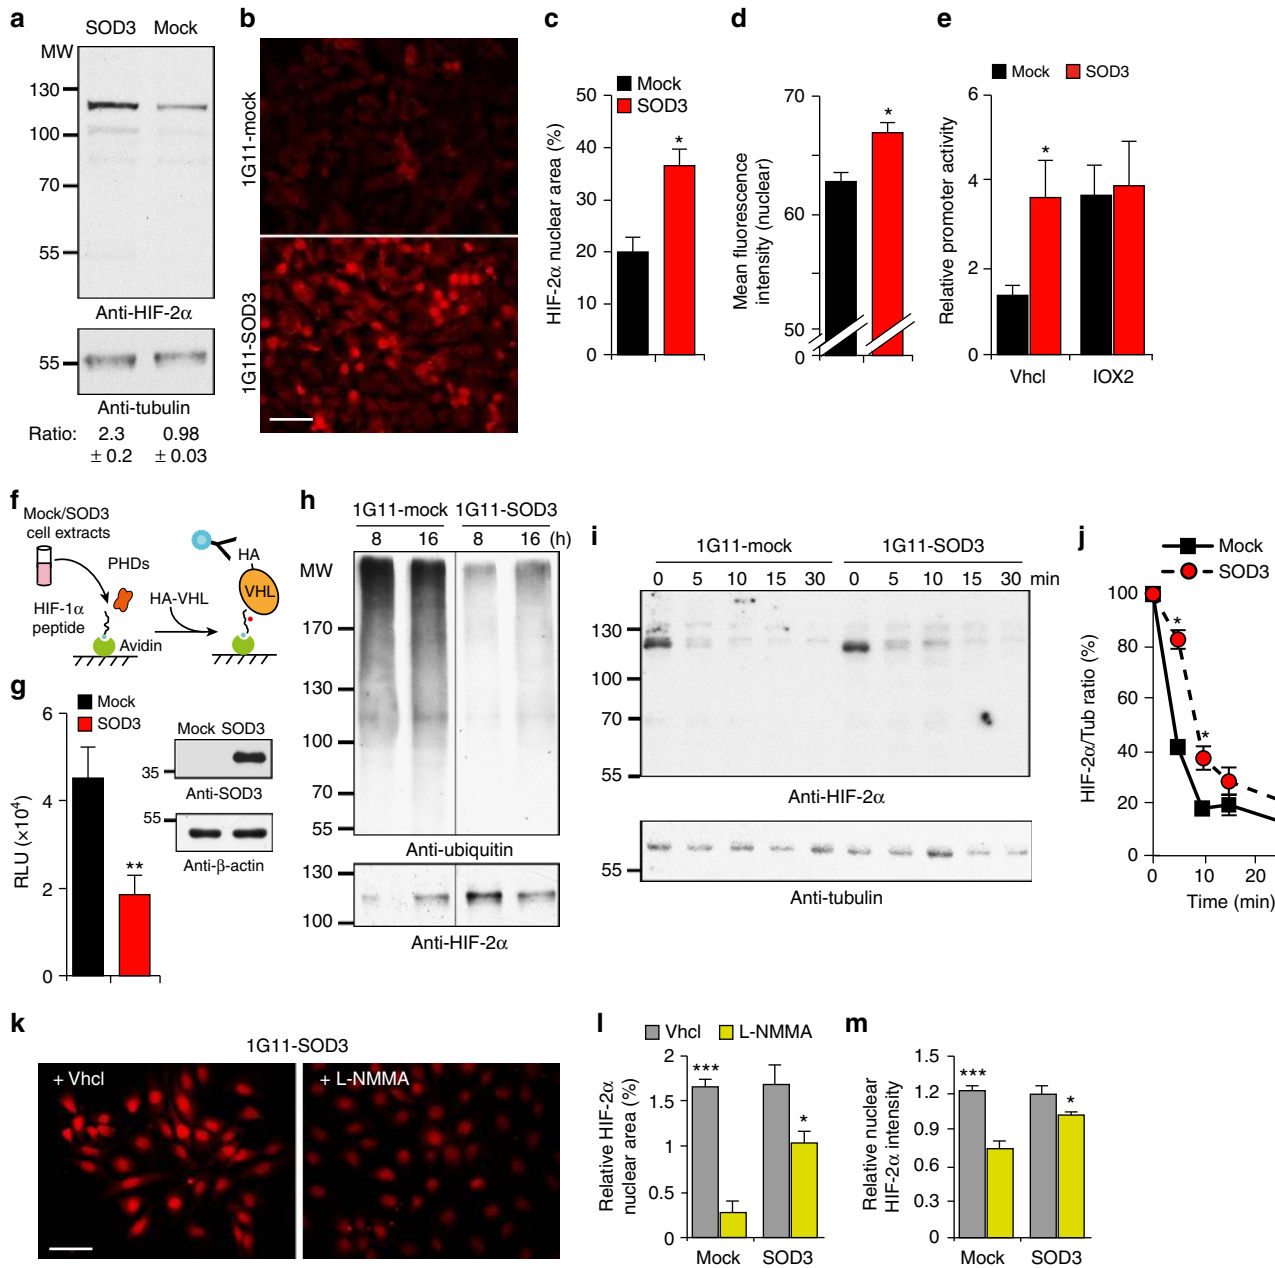 a
SOD3 Mock
MW
130
100
70
55
Anti-HIF-2α
55
Anti-tubulin
Ratio: 2.3 0.98
± 0.2 ± 0.03
b
1G11-mock
1G11-SOD3
c
Mock
SOD3
HIF-2α nuclear area (%)
50
40
30
20
10
0
*
d
Mean fluorescence
intensity (nuclear)
70
60
50
0
*
e
Mock SOD3
Relative promoter activity
6
4
2
0
*
Vhcl IOX2
f
Mock/SOD3
cell extracts
PHDs
HIF-1α
peptide
HA-VHL
Avidin
HA
VHL
g
Mock
SOD3
RLU (×10⁴)
6
4
2
0
**
Mock SOD3
35
Anti-SOD3
55
Anti-β-actin
h
1G11-mock 1G11-SOD3
8 16 8 16 (h)
MW
170
130
100
70
55
Anti-ubiquitin
130
100
Anti-HIF-2α
i
1G11-mock 1G11-SOD3
0 5 10 15 30 0 5 10 15 30 min
130
100
70
55
Anti-HIF-2α
55
Anti-tubulin
j
Mock
SOD3
HIF-2α/Tub ratio (%)
100
80
60
40
20
0
*
*
0 10 20
Time (min)
k
1G11-SOD3
+ Vhcl
+ L-NMMA
l
Vhcl L-NMMA
Relative HIF-2α
nuclear area (%)
2
1.5
1
0.5
0
***
*
Mock SOD3
m
Relative nuclear
HIF-2α intensity
1.5
1.2
0.9
0.6
0.3
0
***
*
Mock SOD3